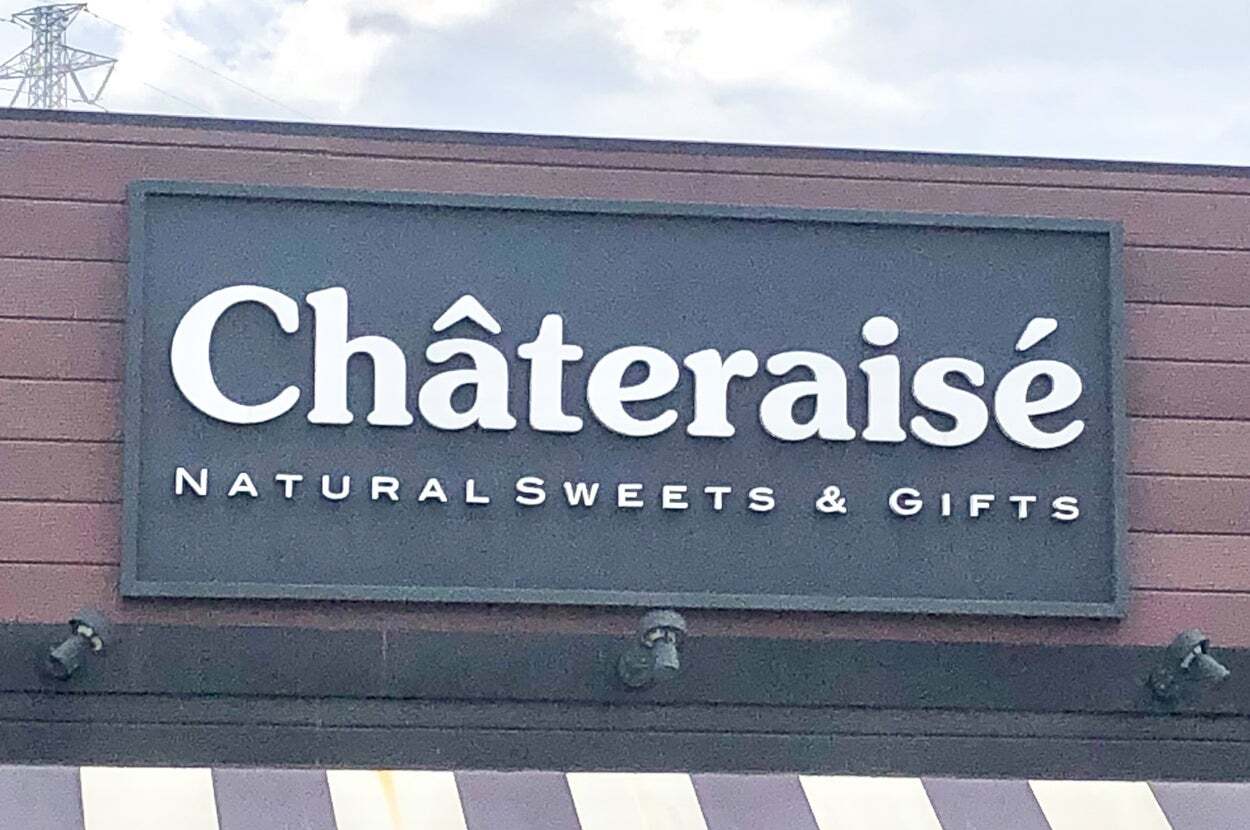 Châteraisé
NATURAL SWEETS & GIFTS